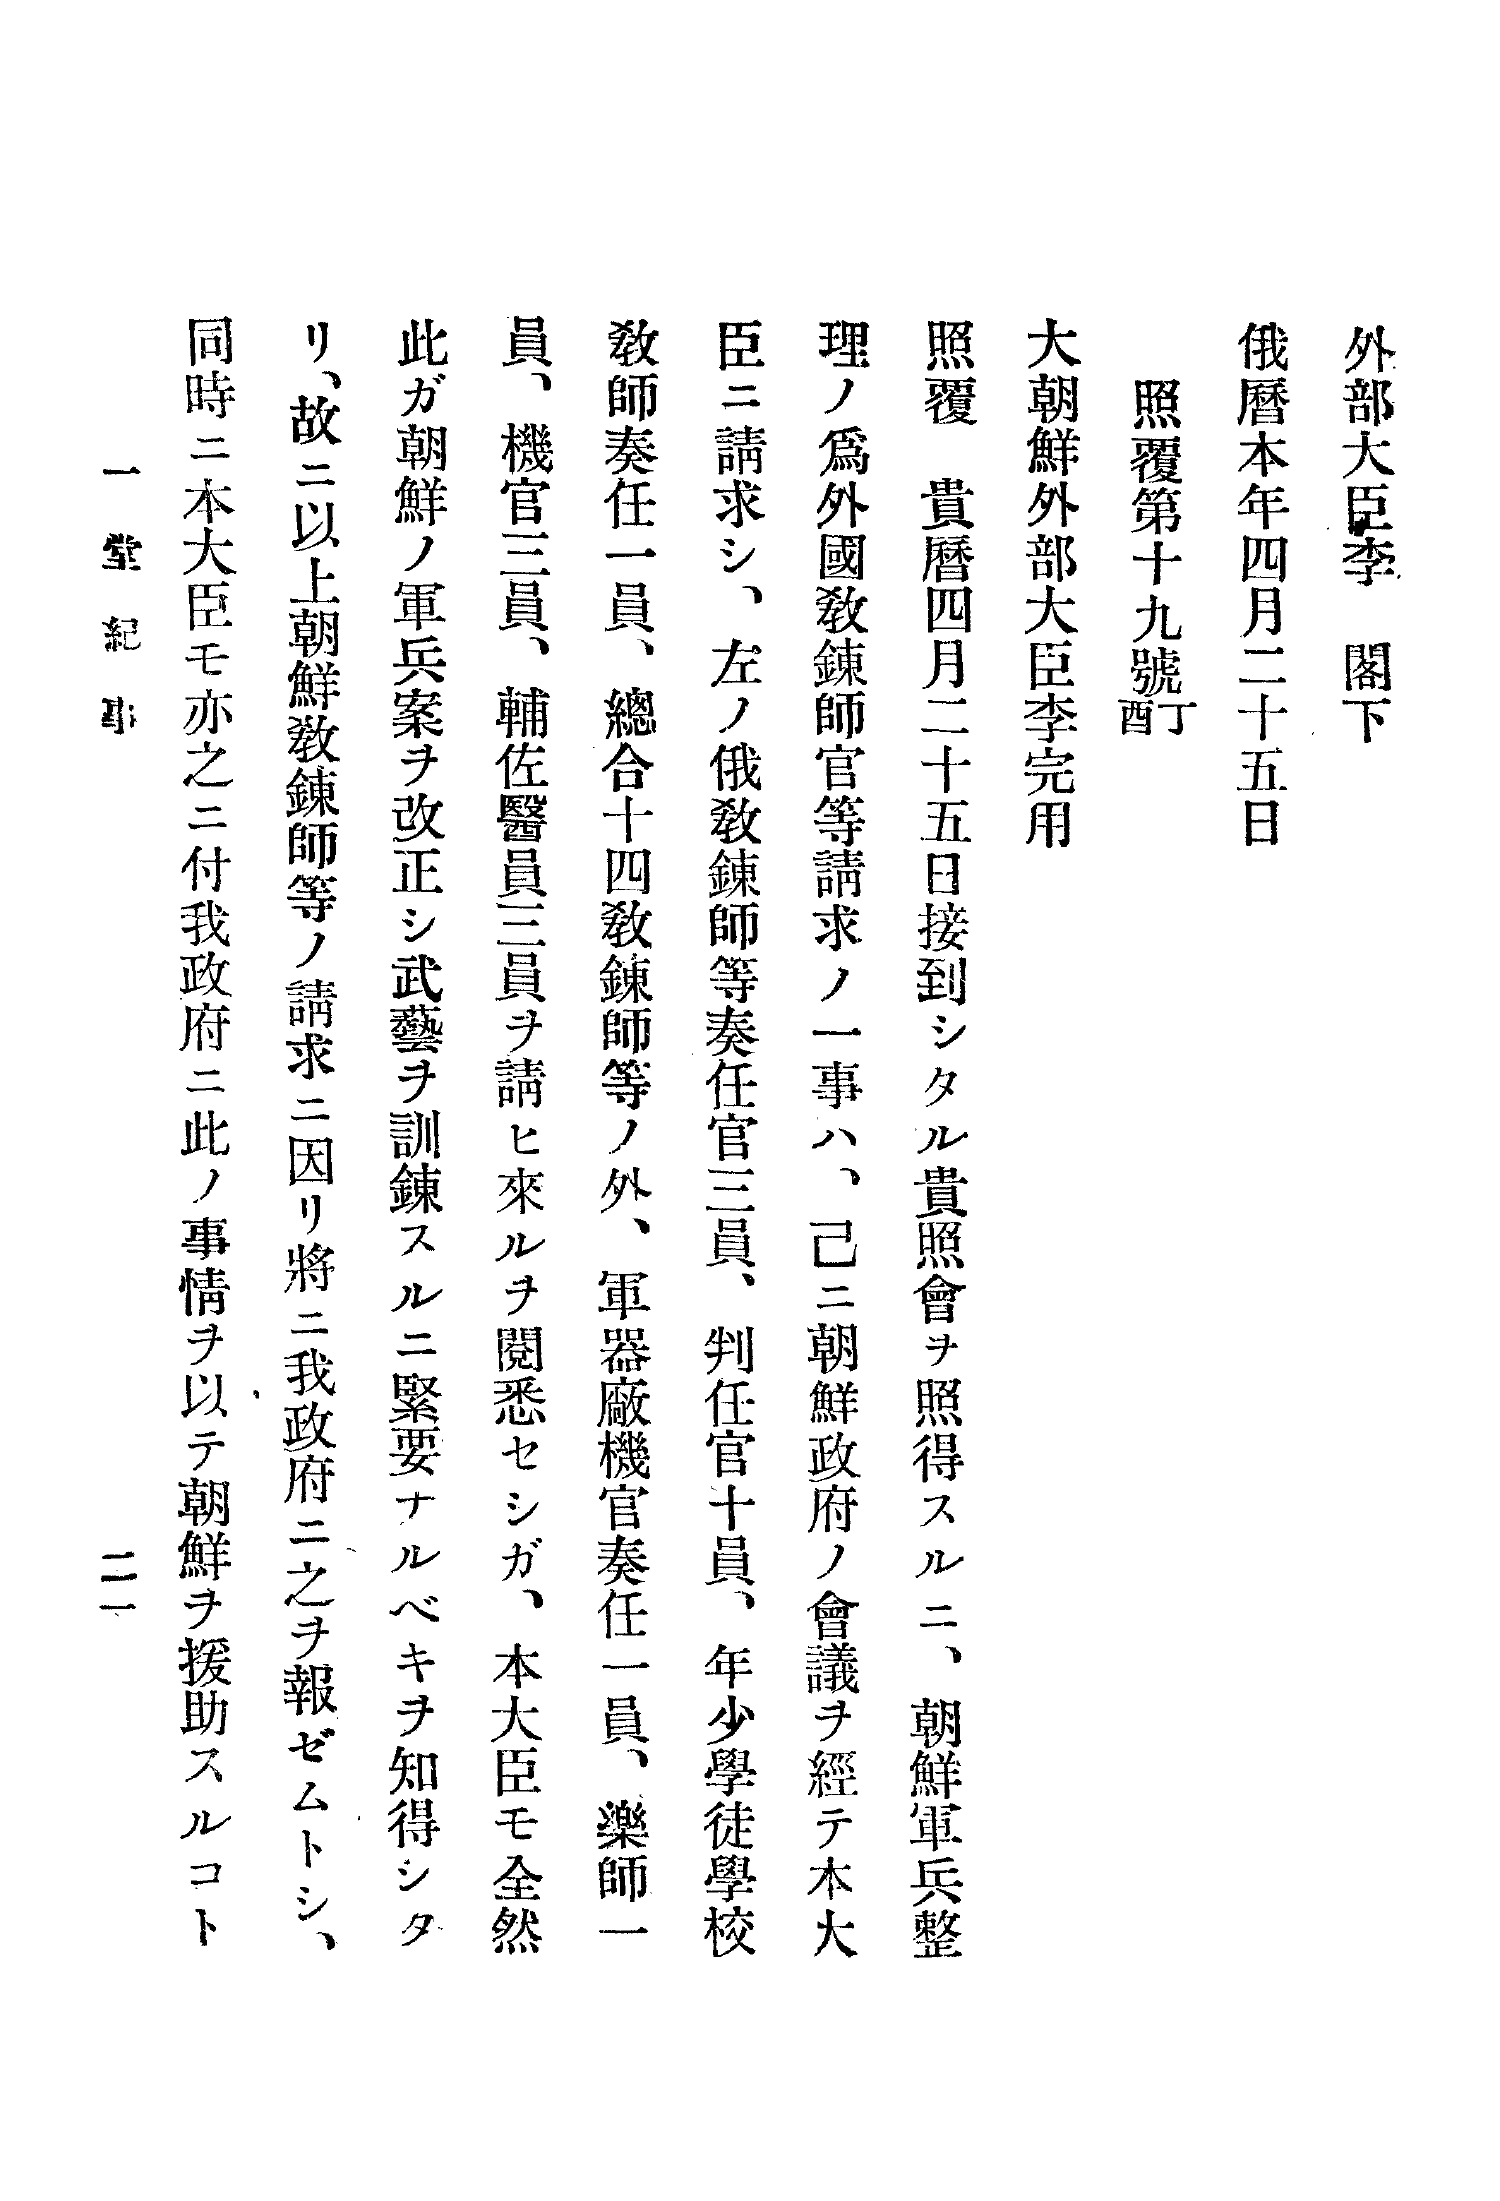 外部大臣李　閣下
俄曆本年四月二十五日
照覆第十九號丁酉
大朝鮮外部大臣李完用
照覆　貴曆四月二十五日接到シタル貴照會ヲ照得スルニ、朝鮮軍兵整
理ノ爲外國敎鍊師官等請求ノ一事ハ、己ニ朝鮮政府ノ會議ヲ經テ本大
臣ニ請求シ、左ノ俄敎鍊師等奏任官三員、判任官十員、年少學徒學校
敎師奏任一員、總合十四敎鍊師等ノ外、軍器廠機官奏任一員、樂師一
員、機官三員、輔佐醫員三員ヲ請ヒ來ルヲ閱悉セシガ、本大臣モ全然
此ガ朝鮮ノ軍兵案ヲ改正シ武藝ヲ訓鍊スルニ緊要ナルベキヲ知得シタ
リ、故ニ以上朝鮮敎鍊師等ノ請求ニ因リ將ニ我政府ニ之ヲ報ゼムトシ、
同時ニ本大臣モ亦之ニ付我政府ニ此ノ事情ヲ以テ朝鮮ヲ援助スルコト
一堂紀事　二一